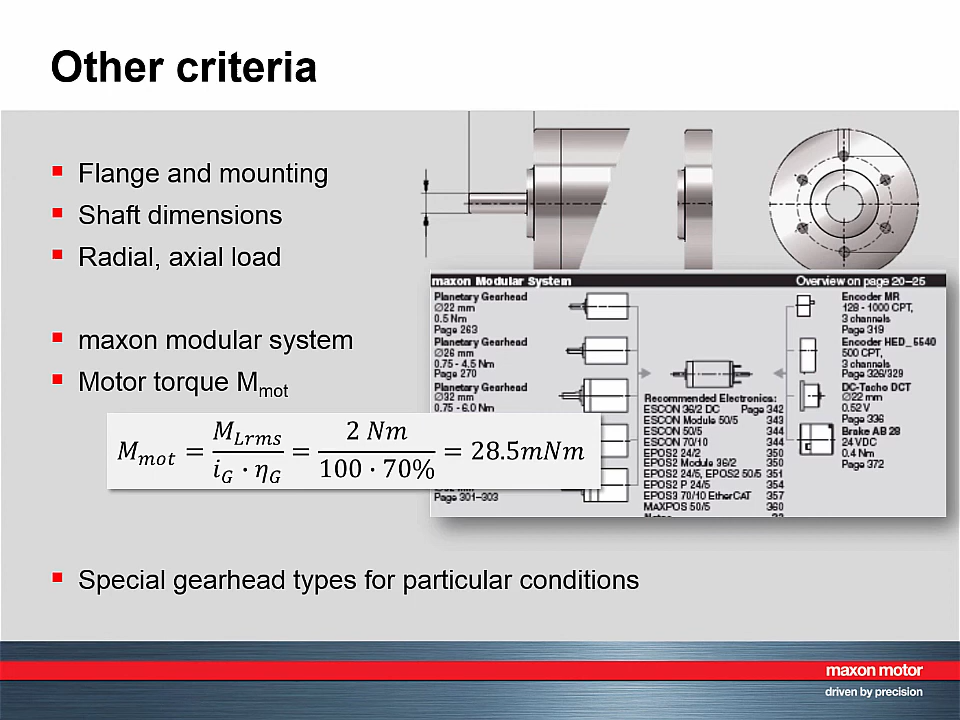 Other criteria
Flange and mounting
Shaft dimensions
Radial, axial load
maxon modular system
Motor torque Mmot
M_mot = M_Lrms / (i_G · η_G) = 2 Nm / (100 · 70%) = 28.5mNm
maxon Modular System Overview on page 20–25
Planetary Gearhead
∅22 mm
0.5 Nm
Page 263
Planetary Gearhead
∅26 mm
0.75 - 4.5 Nm
Page 270
Planetary Gearhead
∅32 mm
0.75 - 6.0 Nm
Page 301–303
Recommended Electronics:
ESCON 36/2 DC Page 342
ESCON Module 50/5 343
ESCON 50/5 344
ESCON 70/10 344
EPOS2 24/2 350
EPOS2 Module 36/2 350
EPOS2 24/5, EPOS2 50/5 351
EPOS2 P 24/5 354
EPOS3 70/10 EtherCAT 357
MAXPOS 50/5 360
Encoder MR
128 - 1000 CPT,
3 channels
Page 319
Encoder HED_5540
500 CPT,
3 channels
Page 326/329
DC-Tacho DCT
∅22 mm
0.52 V
Page 336
Brake AB 28
24 VDC
0.4 Nm
Page 372
Special gearhead types for particular conditions
maxon motor
driven by precision